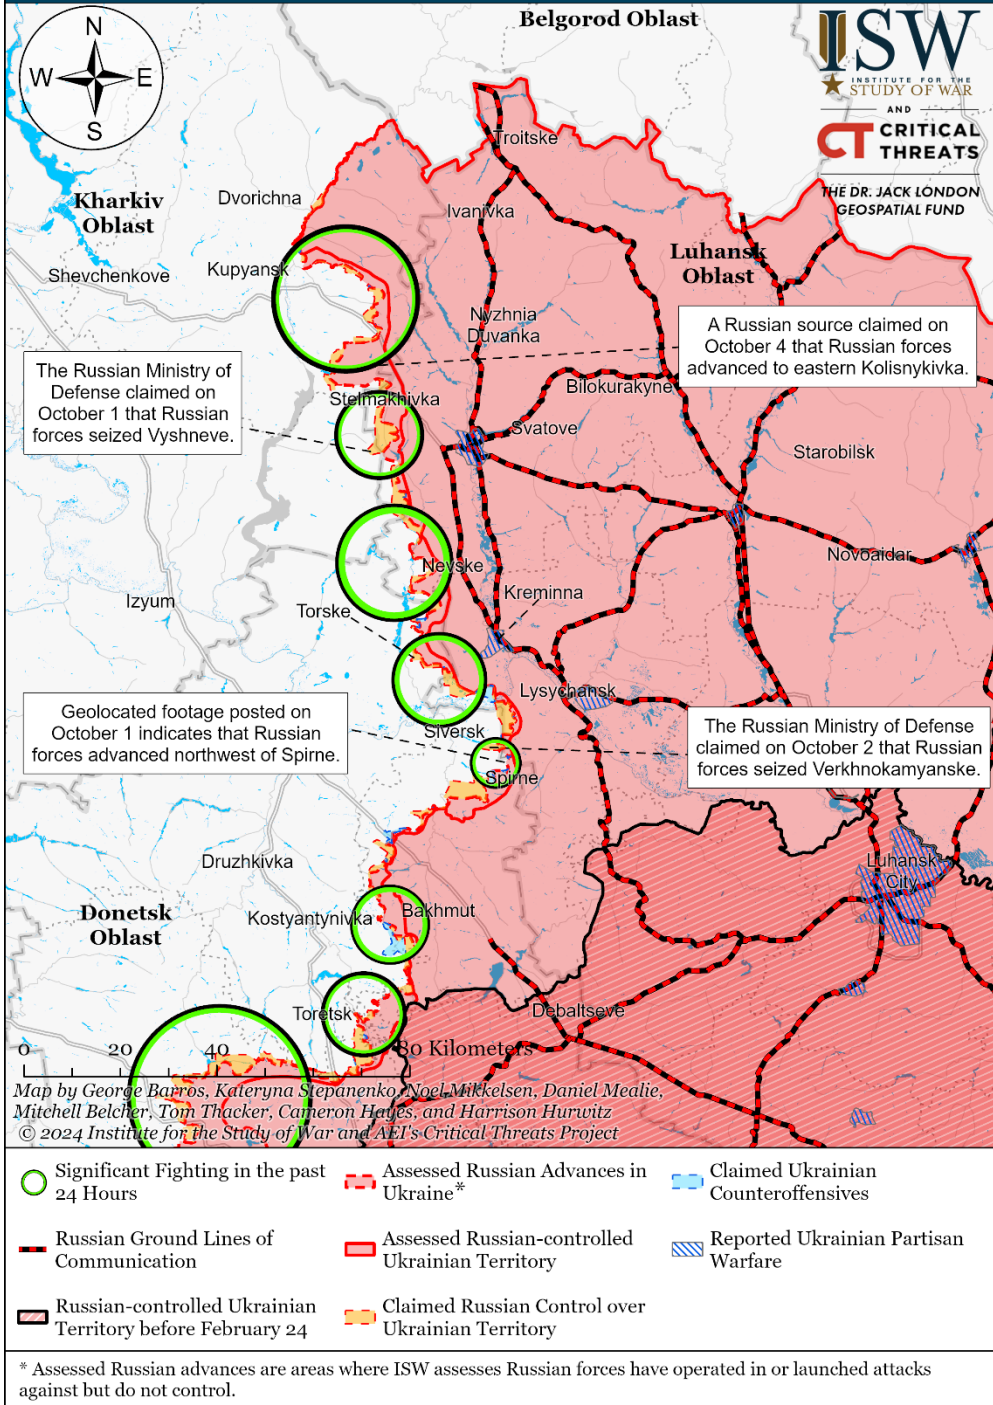 Belgorod Oblast
N
W E
S
ISW
INSTITUTE FOR THE
STUDY OF WAR
AND
CT CRITICAL
THREATS
THE DR. JACK LONDON
GEOSPATIAL FUND
Troitske
Dvorichna
Kharkiv
Oblast
Ivanivka
Shevchenkove
Kupyansk
Luhansk
Oblast
Nyzhnia
Duvanka
A Russian source claimed on
October 4 that Russian forces
advanced to eastern Kolisnykivka.
The Russian Ministry of
Defense claimed on
October 1 that Russian
forces seized Vyshneve.
Bilokurakyne
Stelmakhivka
Svatove
Starobilsk
Novoaidar
Nevske
Kreminna
Izyum
Torske
Lysychansk
Geolocated footage posted on
October 1 indicates that Russian
forces advanced northwest of Spirne.
Siversk
The Russian Ministry of Defense
claimed on October 2 that Russian
forces seized Verkhnokamyanske.
Spirne
Druzhkivka
Luhansk
City
Donetsk
Oblast
Kostyantynivka
Bakhmut
Toretsk
Debaltseve
0 20 40 80 Kilometers
Map by George Barros, Kateryna Stepanenko, Noel Mikkelsen, Daniel Mealie,
Mitchell Belcher, Tom Thacker, Cameron Hayes, and Harrison Hurwitz
© 2024 Institute for the Study of War and AEI's Critical Threats Project
Significant Fighting in the past
24 Hours
Assessed Russian Advances in
Ukraine*
Claimed Ukrainian
Counteroffensives
Russian Ground Lines of
Communication
Assessed Russian-controlled
Ukrainian Territory
Reported Ukrainian Partisan
Warfare
Russian-controlled Ukrainian
Territory before February 24
Claimed Russian Control over
Ukrainian Territory
* Assessed Russian advances are areas where ISW assesses Russian forces have operated in or launched attacks
against but do not control.